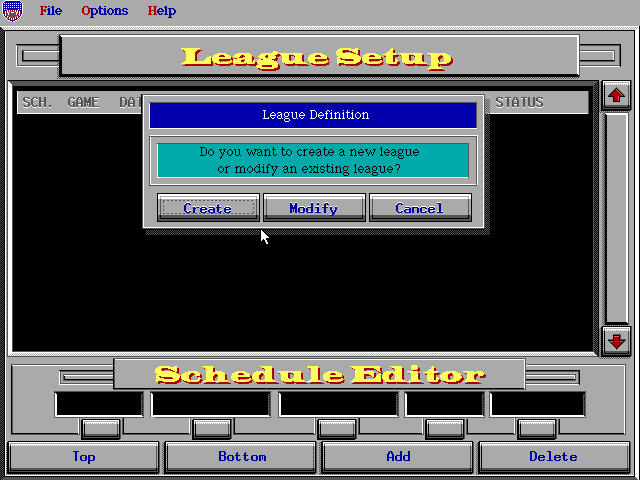 File Options Help
League Setup
SCH. GAME STATUS
League Definition
Do you want to create a new league
or modify an existing league?
Create Modify Cancel
Schedule Editor
Top Bottom Add Delete